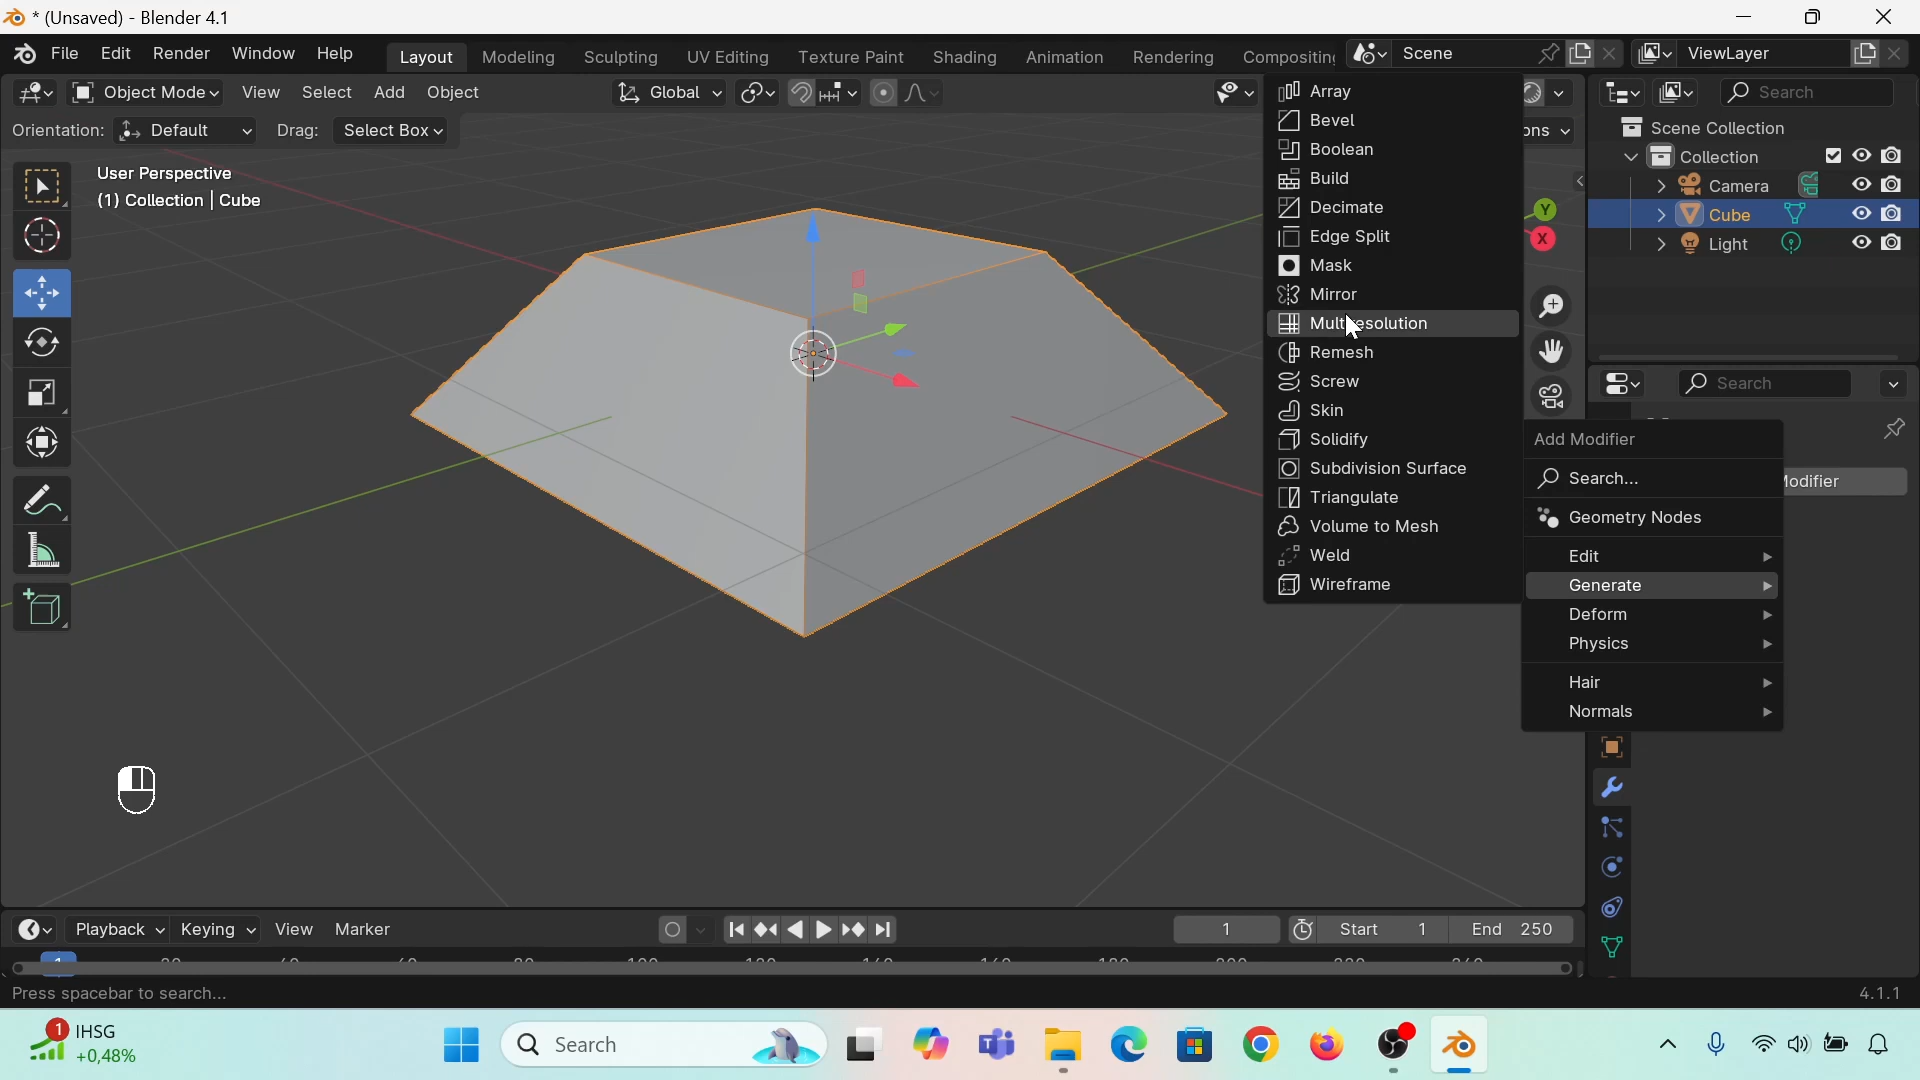 * (Unsaved) - Blender 4.1
File Edit Render Window Help Layout Modeling Sculpting UV Editing Texture Paint Shading Animation Rendering Compositing Scene ViewLayer
Object Mode View Select Add Object Global Search
Orientation: Default Drag: Select Box
User Perspective
(1) Collection | Cube
Array
Bevel
Boolean
Build
Decimate
Edge Split
Mask
Mirror
Multiresolution
Remesh
Screw
Skin
Solidify
Subdivision Surface
Triangulate
Volume to Mesh
Weld
Wireframe
Y
X
Scene Collection
Collection
Camera
Cube
Light
Search
Add Modifier
Search...
Modifier
Geometry Nodes
Edit
Generate
Deform
Physics
Hair
Normals
Playback Keying View Marker 1 Start 1 End 250
1
Press spacebar to search... 4.1.1
1 IHSG
+0,48%
Search